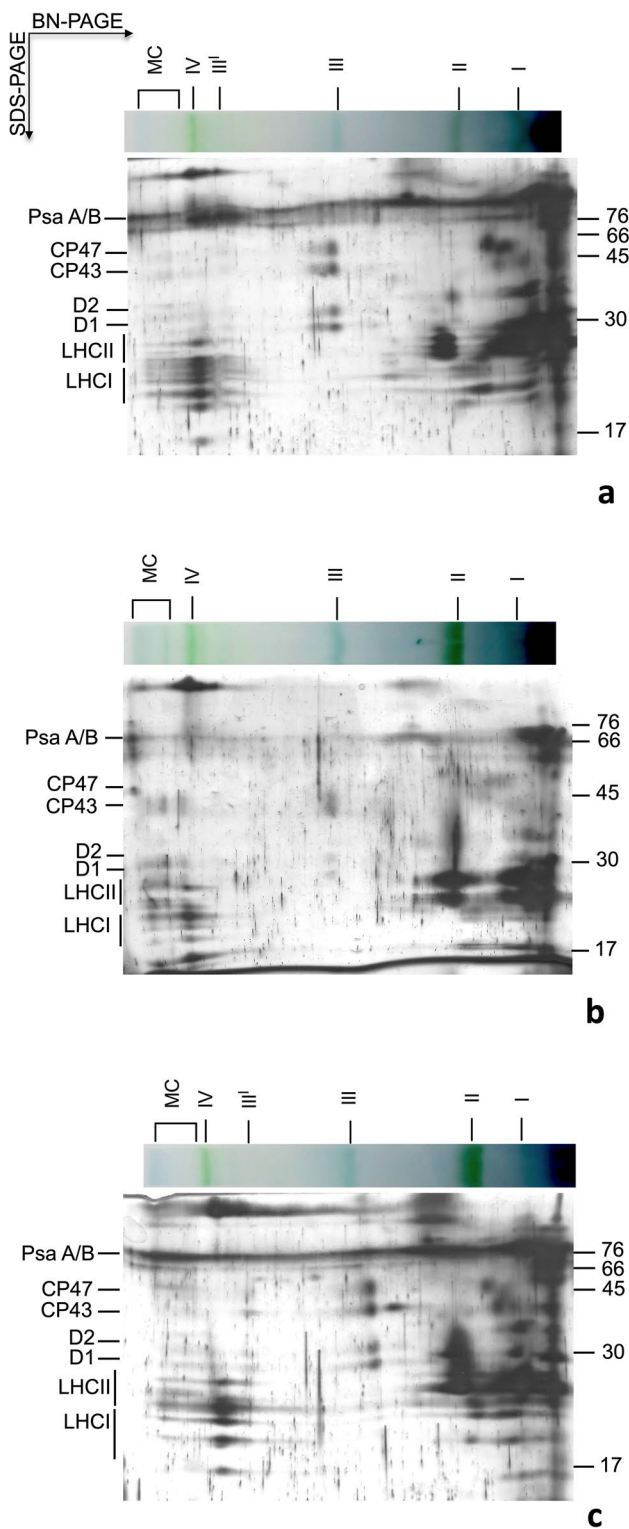 BN-PAGE
SDS-PAGE
MC IV III' III II I
Psa A/B
CP47
CP43
D2
D1
LHCII
LHCI
76
66
45
30
17
a
MC IV III II I
Psa A/B
CP47
CP43
D2
D1
LHCII
LHCI
76
66
45
30
17
b
MC IV III' III II I
Psa A/B
CP47
CP43
D2
D1
LHCII
LHCI
76
66
45
30
17
c